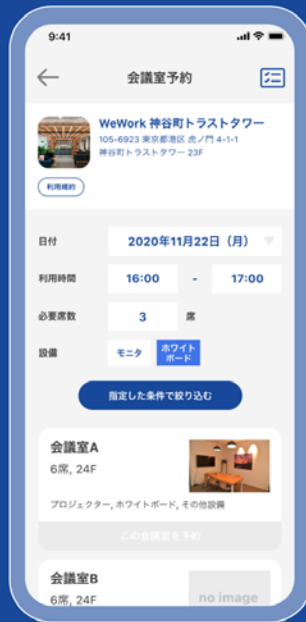 9:41
会議室予約
WeWork 神谷町トラストタワー
105-6923 東京都港区 虎ノ門 4-1-1
神谷町トラストタワー 23F
利用規約
日付 2020年11月22日（月）
利用時間 16:00 - 17:00
必要席数 3 席
設備 モニタ ホワイト
ボード
指定した条件で絞り込む
会議室A
6席, 24F
プロジェクター, ホワイトボード, その他設備
この会議室を予約
会議室B
6席, 24F
no image